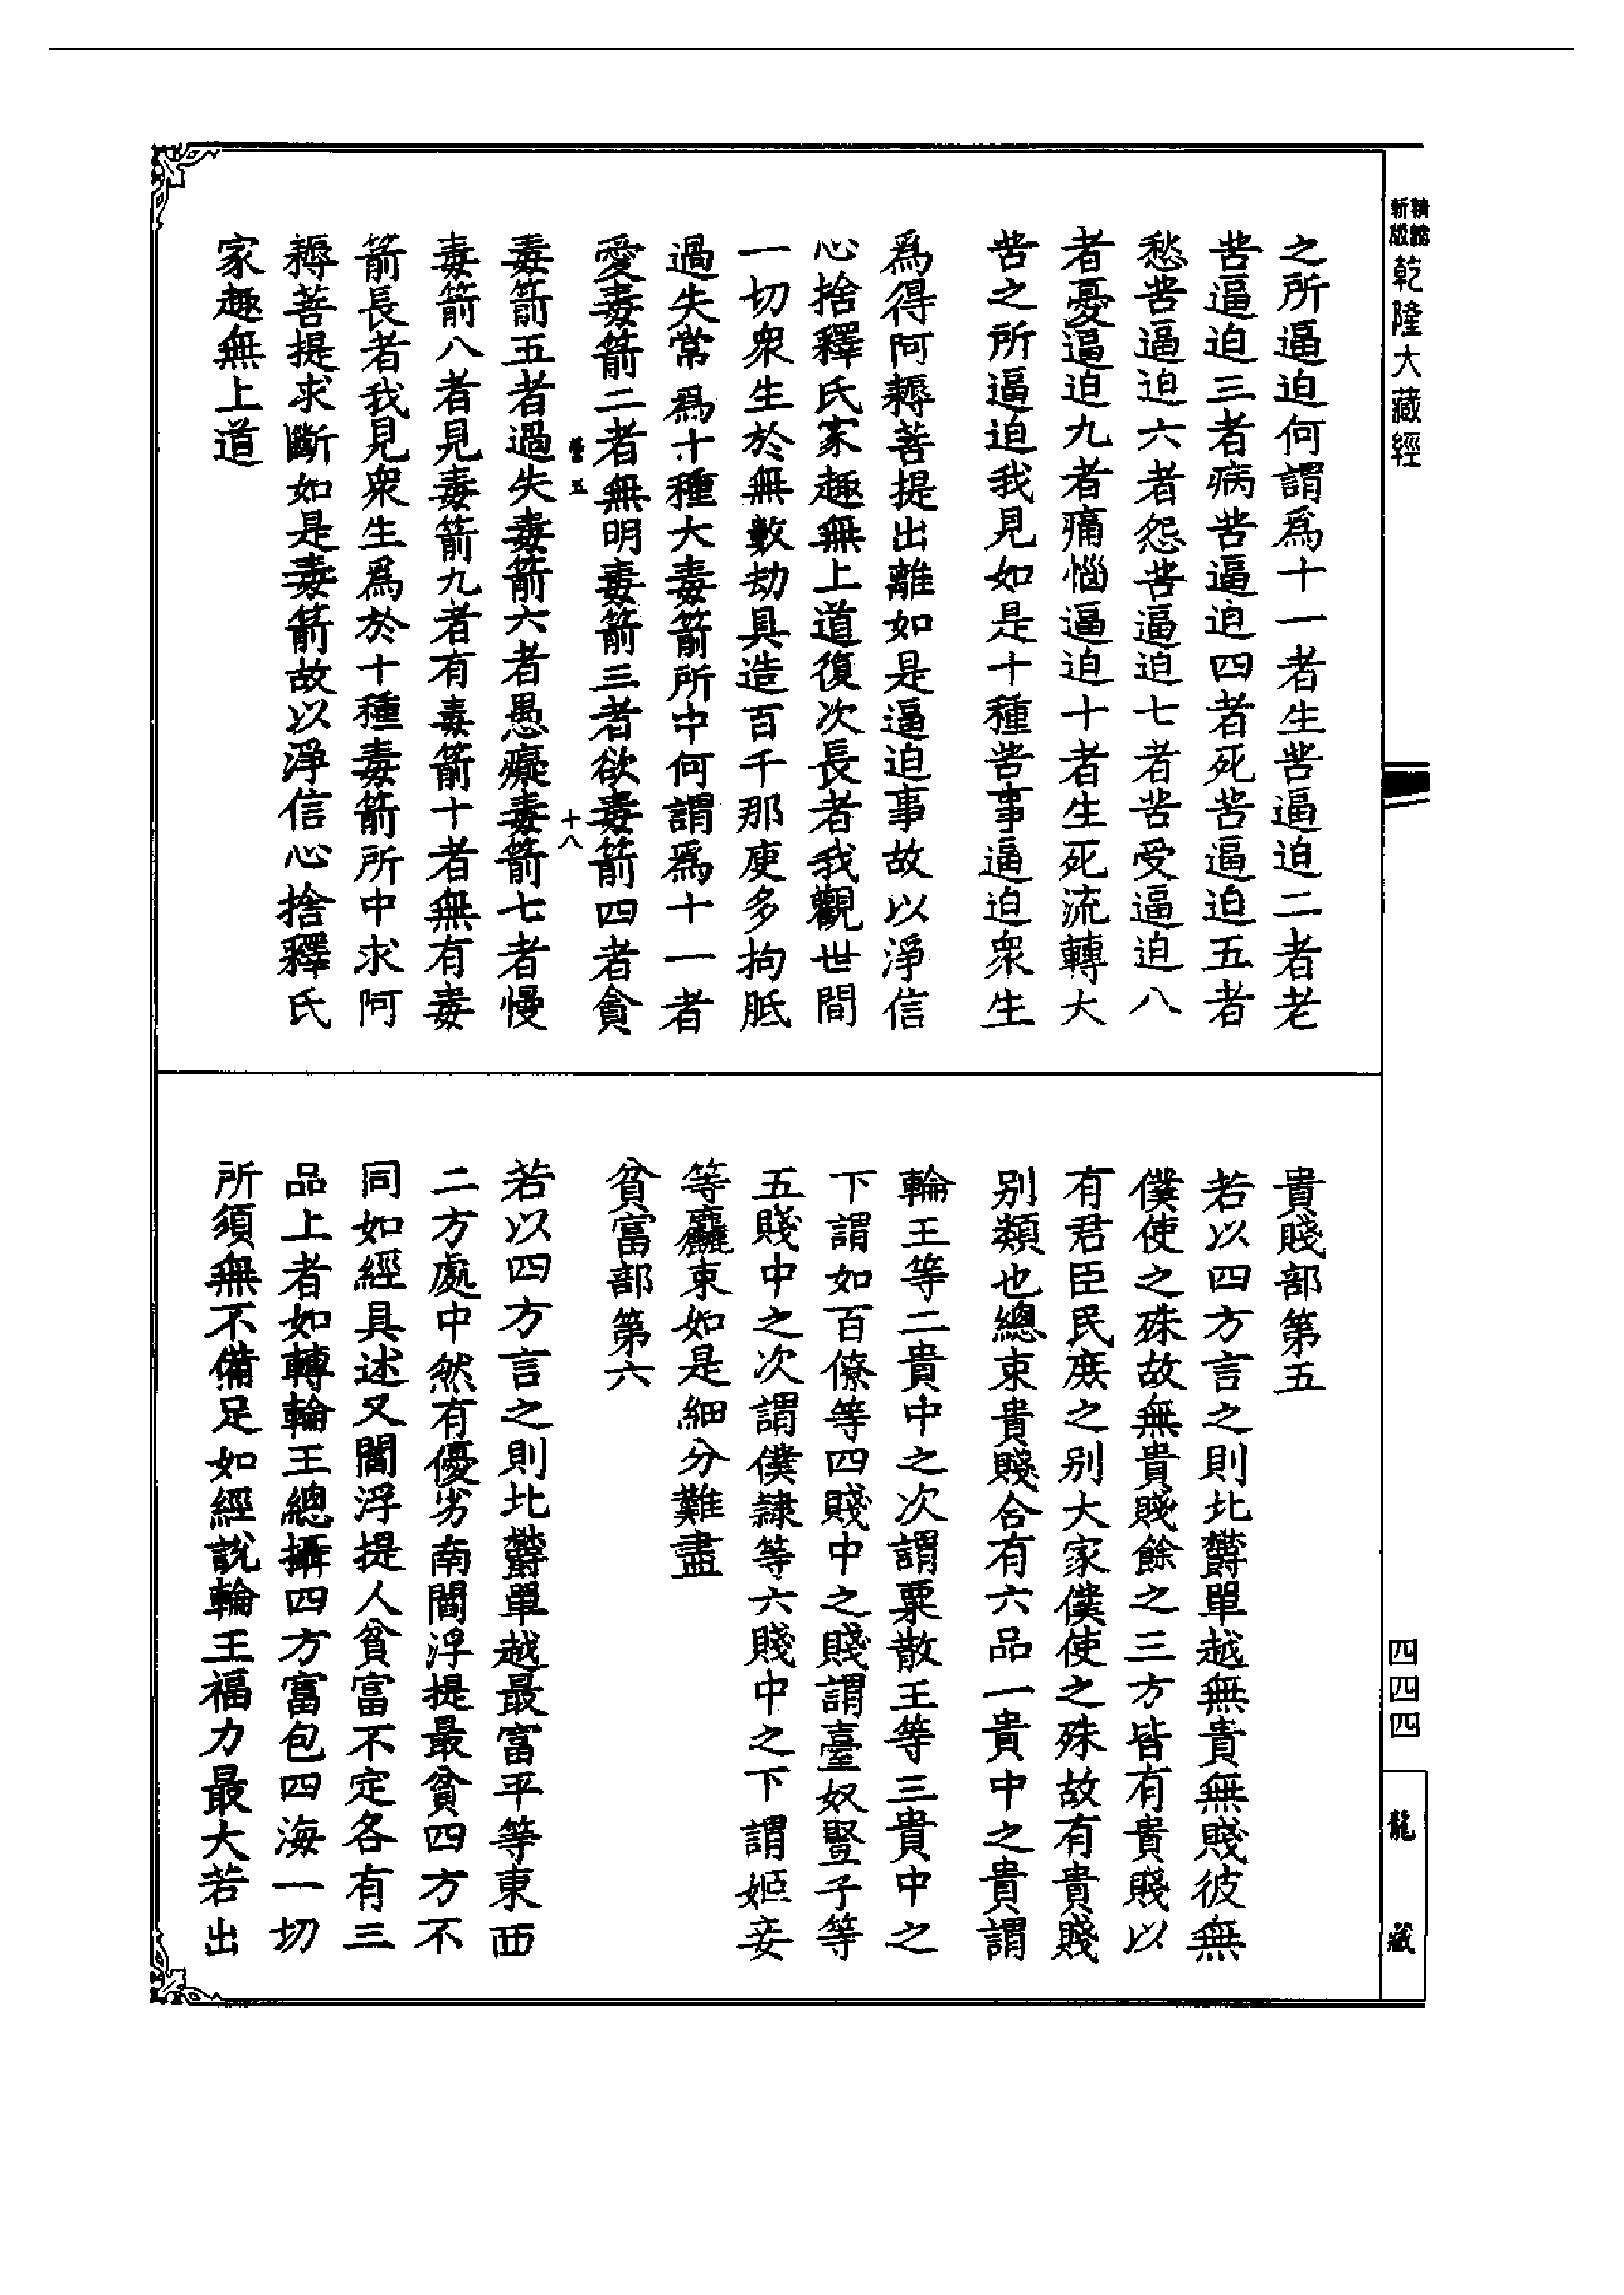 乾隆大藏經
之所逼迫何謂爲十一者生苦逼迫二者老
苦逼迫三者病苦逼迫四者死苦逼迫五者
愁苦逼迫六者怨苦逼迫七者苦受逼迫八
者憂逼迫九者痛惱逼迫十者生死流轉大
苦之所逼迫我見如是十種苦事逼迫衆生
爲得阿耨菩提出離如是逼迫事故以淨信
心捨釋氏家趣無上道復次長者我觀世間
一切衆生於無數劫具造百千那庾多拘胝
過失常爲十種大毒箭所中何謂爲十一者
愛毒箭二者無明毒箭三者欲毒箭四者貪
十八
毒箭五者過失毒箭六者愚癡毒箭七者慢
毒箭八者見毒箭九者有毒箭十者無有毒
箭長者我見衆生爲於十種毒箭所中求阿
耨菩提求斷如是毒箭故以淨信心捨釋氏
家趣無上道
貴賤部第五
若以四方言之則北欝單越無貴無賤彼無
僕使之殊故無貴賤餘之三方皆有貴賤以
有君臣民庶之別大家僕使之殊故有貴賤
別類也總束貴賤合有六品一貴中之貴謂
輪王等二貴中之次謂粟散王等三貴中之
下謂如百僚等四賤中之賤謂臺奴豎子等
五賤中之次謂僕隸等六賤中之下謂姬妾
等麤束如是細分難盡
貧富部第六
若以四方言之則北欝單越最富平等東西
二方處中然有優劣南閻浮提最貧四方不
同如經具述又閻浮提人貧富不定各有三
品上者如轉輪王總攝四方富包四海一切
所須無不備足如經說輪王福力最大若出
四四四
龍藏